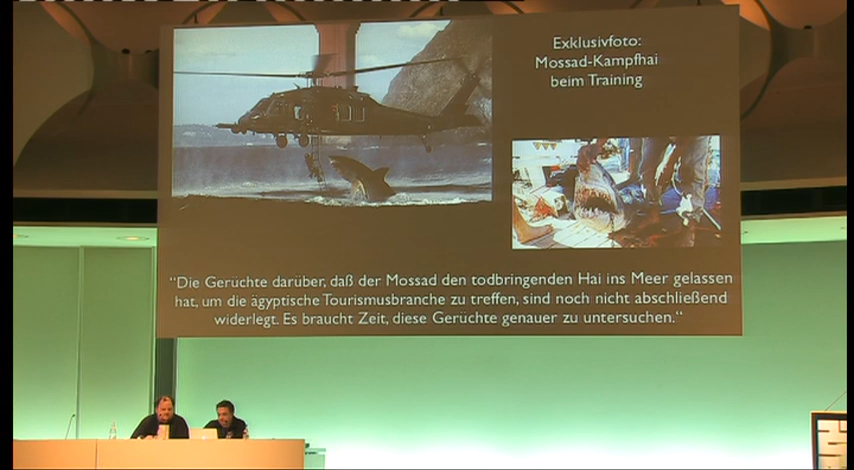 Exklusivfoto:
Mossad-Kampfhai
beim Training
“Die Gerüchte darüber, daß der Mossad den todbringenden Hai ins Meer gelassen
hat, um die ägyptische Tourismusbranche zu treffen, sind noch nicht abschließend
widerlegt. Es braucht Zeit, diese Gerüchte genauer zu untersuchen.“